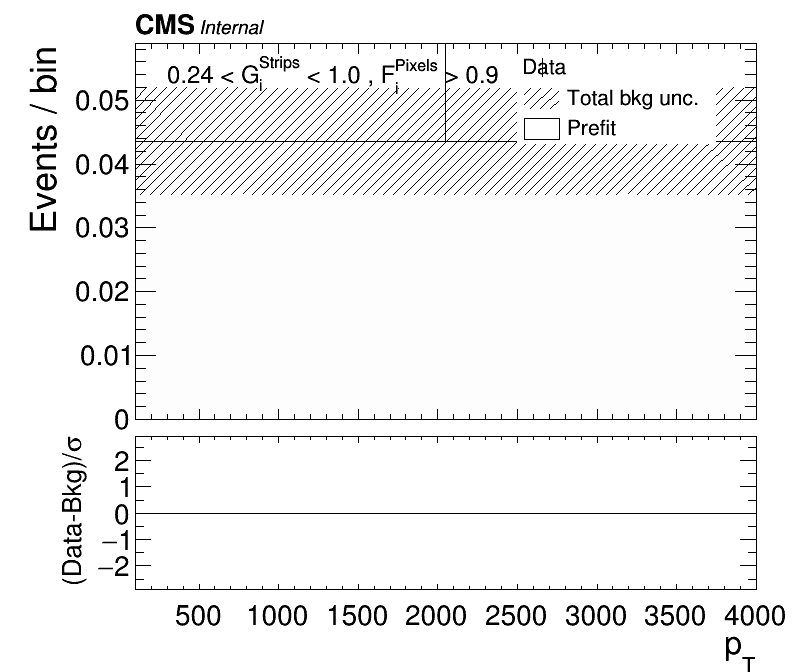 CMS Internal
0.24 < G_i^Strips < 1.0 , F_i^Pixels > 0.9
Data
Total bkg unc.
Prefit
Events / bin
0.05
0.04
0.03
0.02
0.01
0
(Data-Bkg)/σ
2
1
0
−1
−2
500 1000 1500 2000 2500 3000 3500 4000
p_T